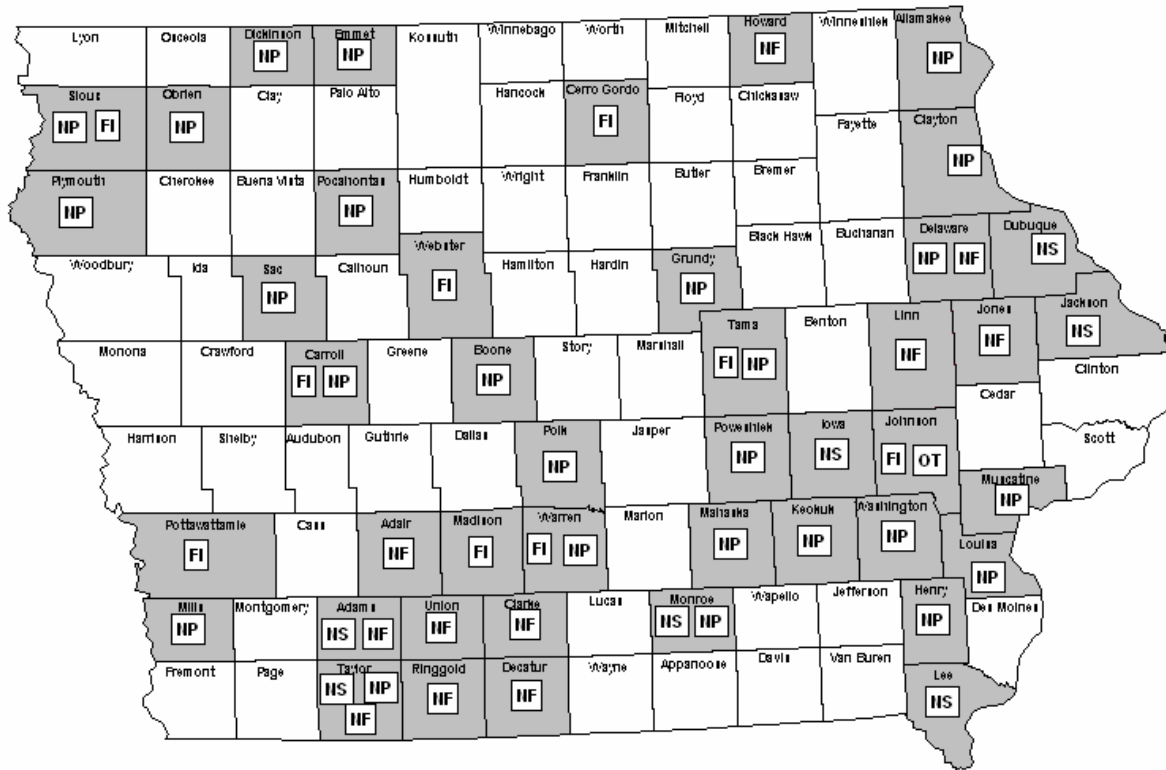 Lyon Osceola Dickinson Emmet Kossuth Winnebago Worth Mitchell Howard Winneshiek Allamakee
NP NP NF NP
Sioux Obrien Clay Palo Alto Hancock Cerro Gordo Floyd Chickasaw Fayette Clayton
NP FI NP FI NP
Plymouth Cherokee Buena Vista Pocahontas Humboldt Wright Franklin Butler Bremer
NP NP
Woodbury Ida Sac Calhoun Webster Hamilton Hardin Grundy Black Hawk Buchanan Delaware Dubuque
NP FI NP NP NF NS
Monona Crawford Carroll Greene Boone Story Marshall Tama Benton Linn Jones Jackson Clinton
FI NP NP FI NP NF NF NS
Harrison Shelby Audubon Guthrie Dallas Polk Jasper Poweshiek Iowa Johnson Cedar Scott
NP NP NS FI OT
Pottawattamie Cass Adair Madison Warren Marion Mahaska Keokuk Washington Muscatine
FI NF FI FI NP NP NP NP NP
Louisa
NP
Mills Montgomery Adams Union Clarke Lucas Monroe Wapello Jefferson Henry Des Moines
NP NS NF NF NF NS NP NP
Fremont Page Taylor Ringgold Decatur Wayne Appanoose Davis Van Buren Lee
NS NP NF NF NF NS